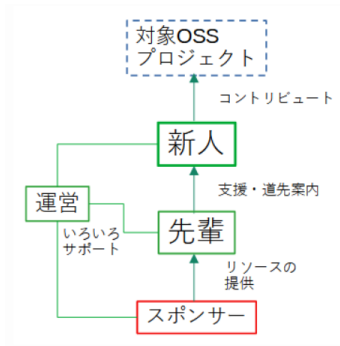 対象OSS
プロジェクト
コントリビュート
新人
支援・道先案内
運営
いろいろ
サポート
先輩
リソースの
提供
スポンサー